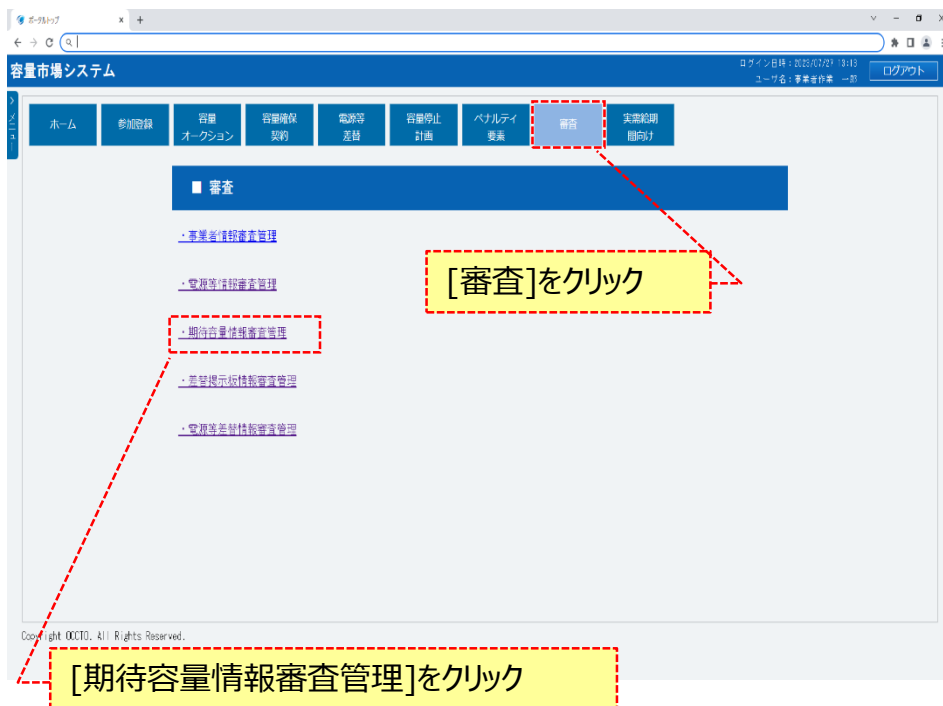 ポータルトップ
容量市場システム
ログイン日時：2023/07/27 13:13
ユーザ名：事業者作業 一郎
ログアウト
メニュー
ホーム
参加登録
容量
オークション
容量確保
契約
電源等
差替
容量停止
計画
ペナルティ
要素
審査
実需給期
間向け
■ 審査
・事業者情報審査管理
・電源等情報審査管理
[審査]をクリック
・期待容量情報審査管理
・差替掲示板情報審査管理
・電源等差替情報審査管理
Copyright OCCTO. All Rights Reserved.
[期待容量情報審査管理]をクリック